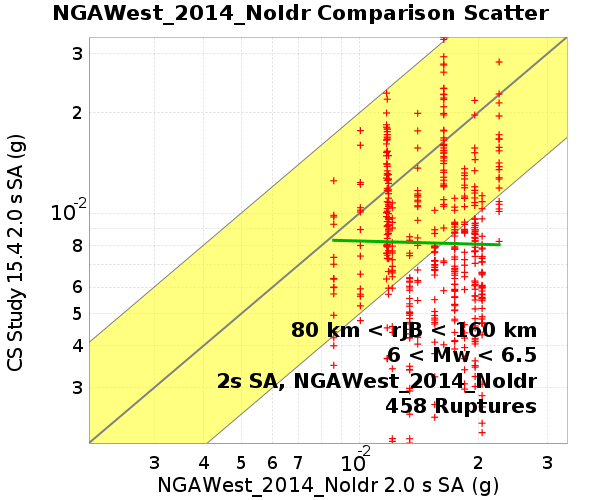 NGAWest_2014_NoIdr Comparison Scatter
CS Study 15.4 2.0 s SA (g)
3
2
10⁻²
8
6
5
4
3
80 km < rJB < 160 km
6 < Mw < 6.5
2s SA, NGAWest_2014_NoIdr
458 Ruptures
3 4 5 6 7 10⁻² 2 3
NGAWest_2014_NoIdr 2.0 s SA (g)